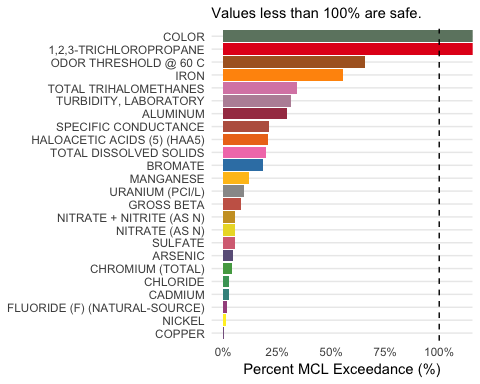 Values less than 100% are safe.
COLOR
1,2,3-TRICHLOROPROPANE
ODOR THRESHOLD @ 60 C
IRON
TOTAL TRIHALOMETHANES
TURBIDITY, LABORATORY
ALUMINUM
SPECIFIC CONDUCTANCE
HALOACETIC ACIDS (5) (HAA5)
TOTAL DISSOLVED SOLIDS
BROMATE
MANGANESE
URANIUM (PCI/L)
GROSS BETA
NITRATE + NITRITE (AS N)
NITRATE (AS N)
SULFATE
ARSENIC
CHROMIUM (TOTAL)
CHLORIDE
CADMIUM
FLUORIDE (F) (NATURAL-SOURCE)
NICKEL
COPPER
0% 25% 50% 75% 100%
Percent MCL Exceedance (%)